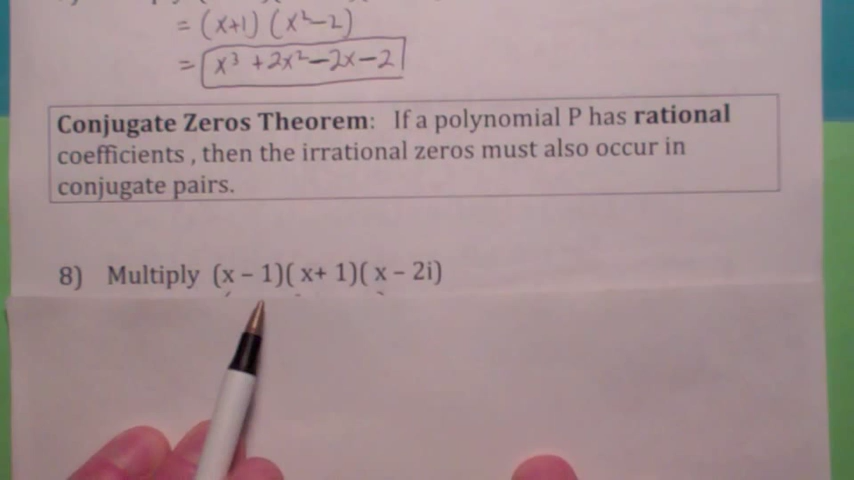 = (x+1) (x²-2)
= x³ +2x²-2x-2
Conjugate Zeros Theorem: If a polynomial P has rational
coefficients , then the irrational zeros must also occur in
conjugate pairs.
8) Multiply (x – 1)( x+ 1)( x – 2i)